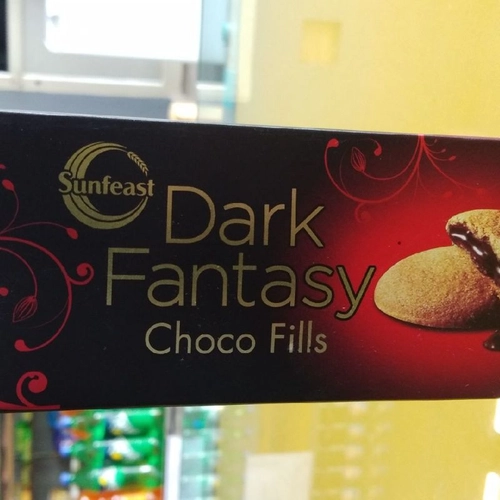 Sunfeast
Dark
Fantasy
Choco Fills